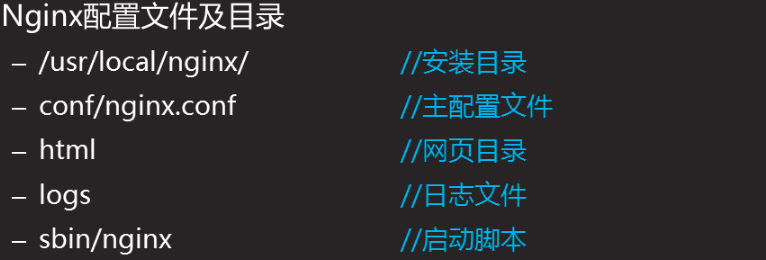 Nginx配置文件及目录
– /usr/local/nginx/ //安装目录
– conf/nginx.conf //主配置文件
– html //网页目录
– logs //日志文件
– sbin/nginx //启动脚本